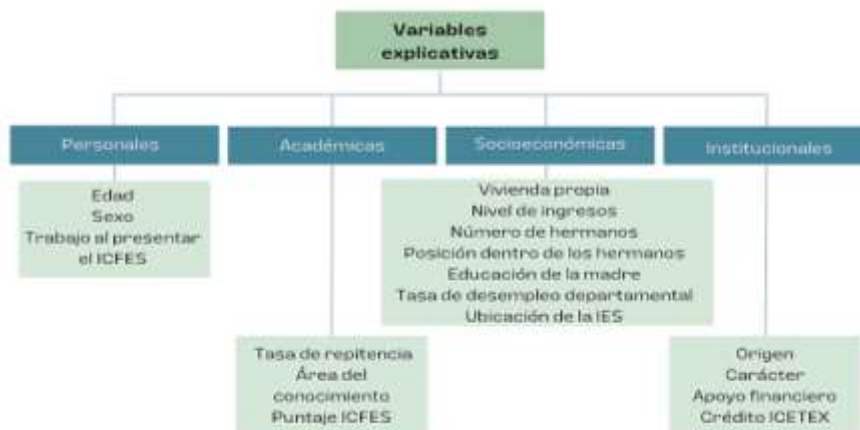 Variables
explicativas
Personales
Académicas
Socioeconómicas
Institucionales
Edad
Sexo
Trabajo al presentar
el ICFES
Vivienda propia
Nivel de ingresos
Número de hermanos
Posición dentro de los hermanos
Educación de la madre
Tasa de desempleo departamental
Ubicación de la IES
Tasa de repitencia
Área del
conocimiento
Puntaje ICFES
Origen
Carácter
Apoyo financiero
Crédito ICETEX